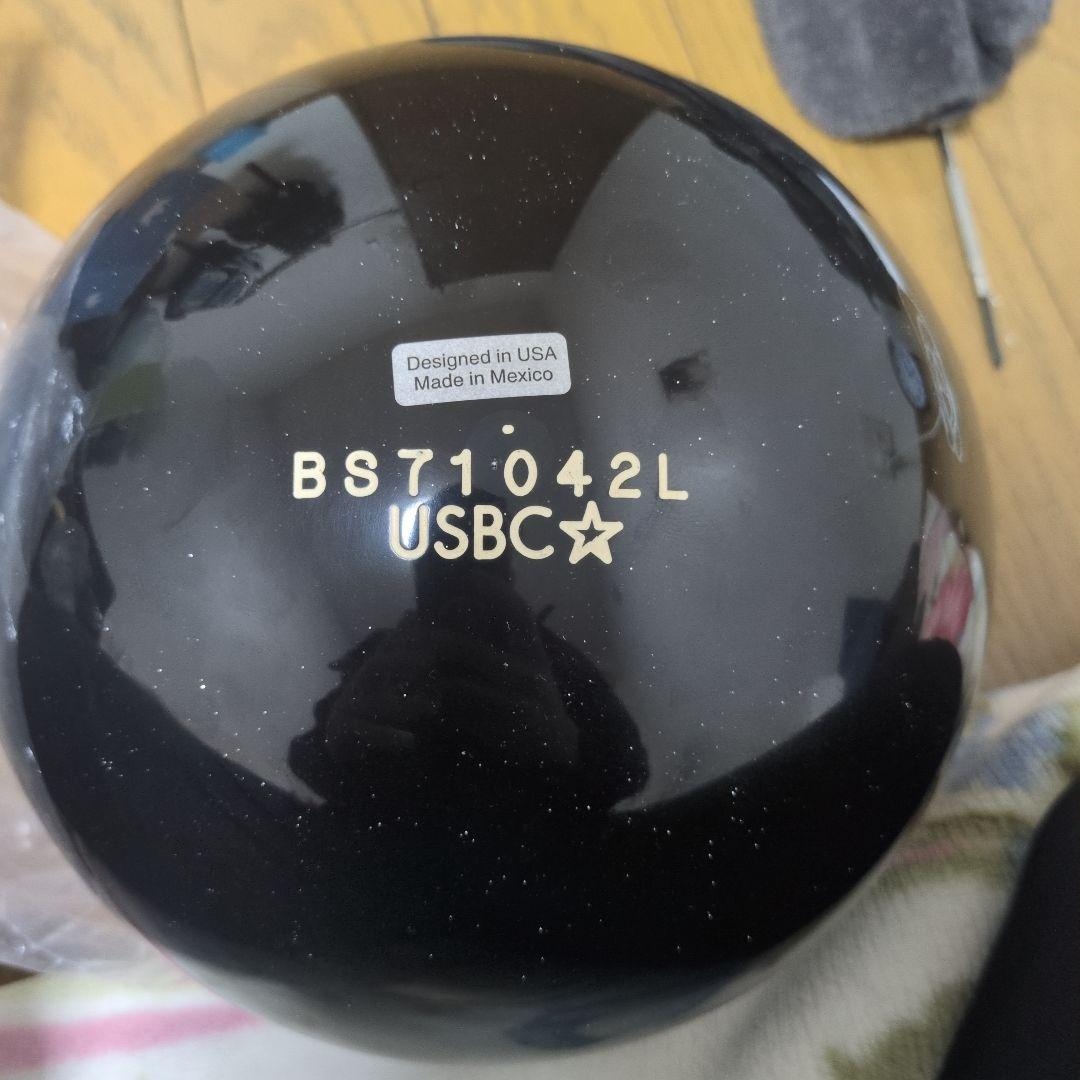 Designed in USA
Made in Mexico
BS71042L
USBC☆